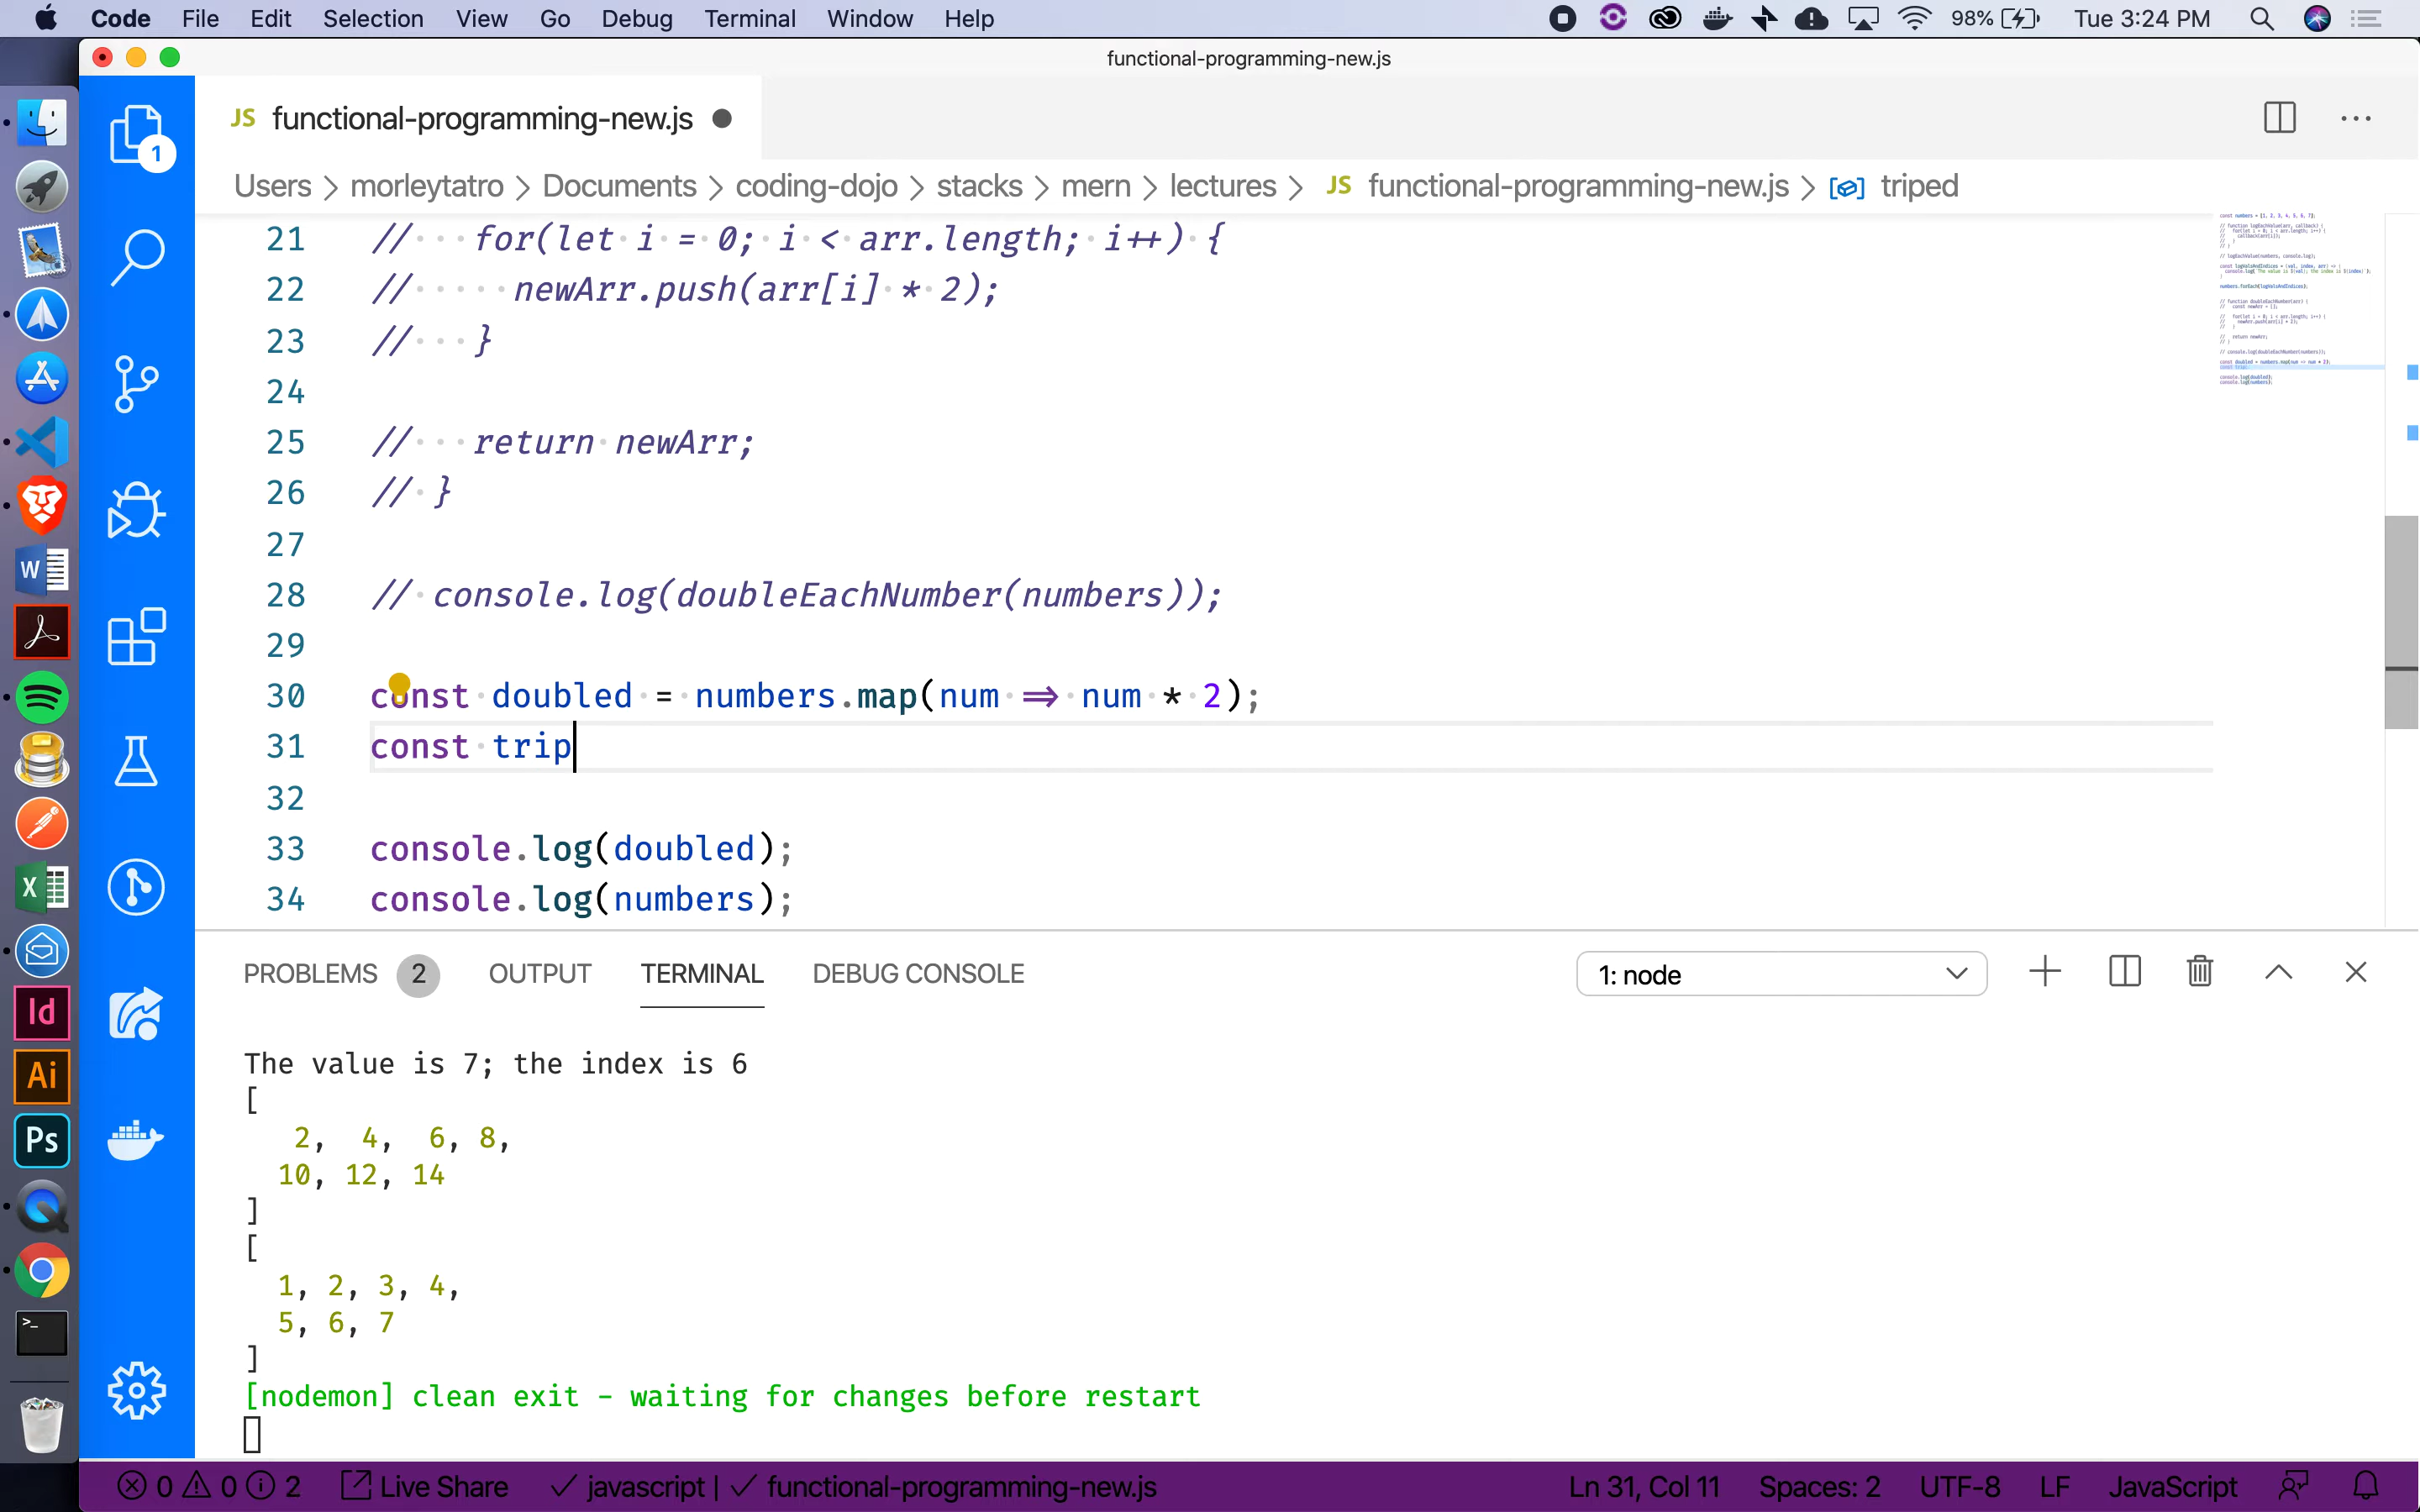 Code File Edit Selection View Go Debug Terminal Window Help 98% Tue 3:24 PM
functional-programming-new.js
JS functional-programming-new.js
Users > morleytatro > Documents > coding-dojo > stacks > mern > lectures > JS functional-programming-new.js > triped
21 // for(let i = 0; i < arr.length; i++) {
22 // newArr.push(arr[i] * 2);
23 // }
24
25 // return newArr;
26 // }
27
28 // console.log(doubleEachNumber(numbers));
29
30 const doubled = numbers.map(num => num * 2);
31 const trip
32
33 console.log(doubled);
34 console.log(numbers);
1
PROBLEMS 2 OUTPUT TERMINAL DEBUG CONSOLE 1: node
The value is 7; the index is 6
[
2, 4, 6, 8,
10, 12, 14
]
[
1, 2, 3, 4,
5, 6, 7
]
[nodemon] clean exit - waiting for changes before restart
W
X
Id
Ai
Ps
>_
0 0 2 Live Share ✓ javascript | ✓ functional-programming-new.js Ln 31, Col 11 Spaces: 2 UTF-8 LF JavaScript